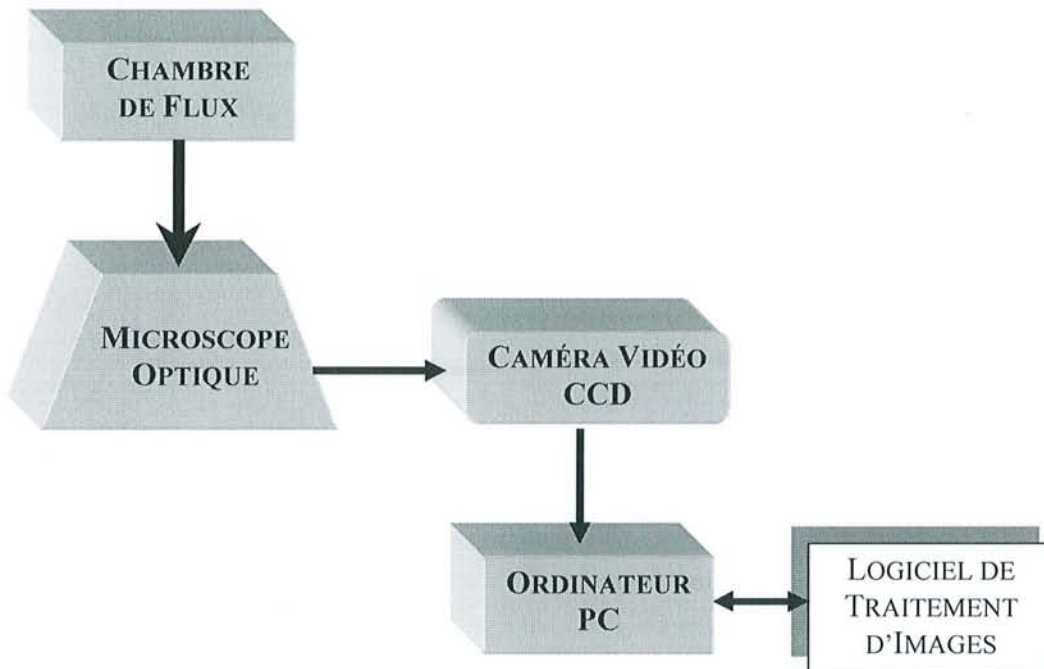 CHAMBRE
DE FLUX
MICROSCOPE
OPTIQUE
CAMÉRA VIDÉO
CCD
ORDINATEUR
PC
LOGICIEL DE
TRAITEMENT
D'IMAGES